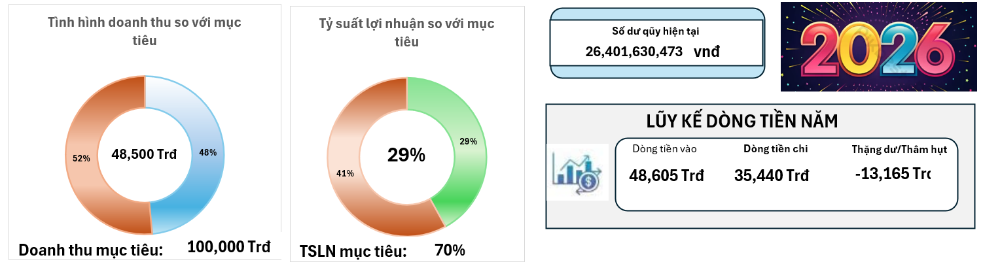 Tình hình doanh thu so với mục
tiêu
52%
48,500 Trđ
48%
Doanh thu mục tiêu:
100,000 Trđ
Tỷ suất lợi nhuận so với mục
tiêu
29%
29%
41%
TSLN mục tiêu:
70%
Số dư qũy hiện tại
26,401,630,473 vnđ
2026
LŨY KẾ DÒNG TIỀN NĂM
Dòng tiền vào
Dòng tiền chi
Thặng dư/Thâm hụt
48,605 Trđ
35,440 Trđ
-13,165